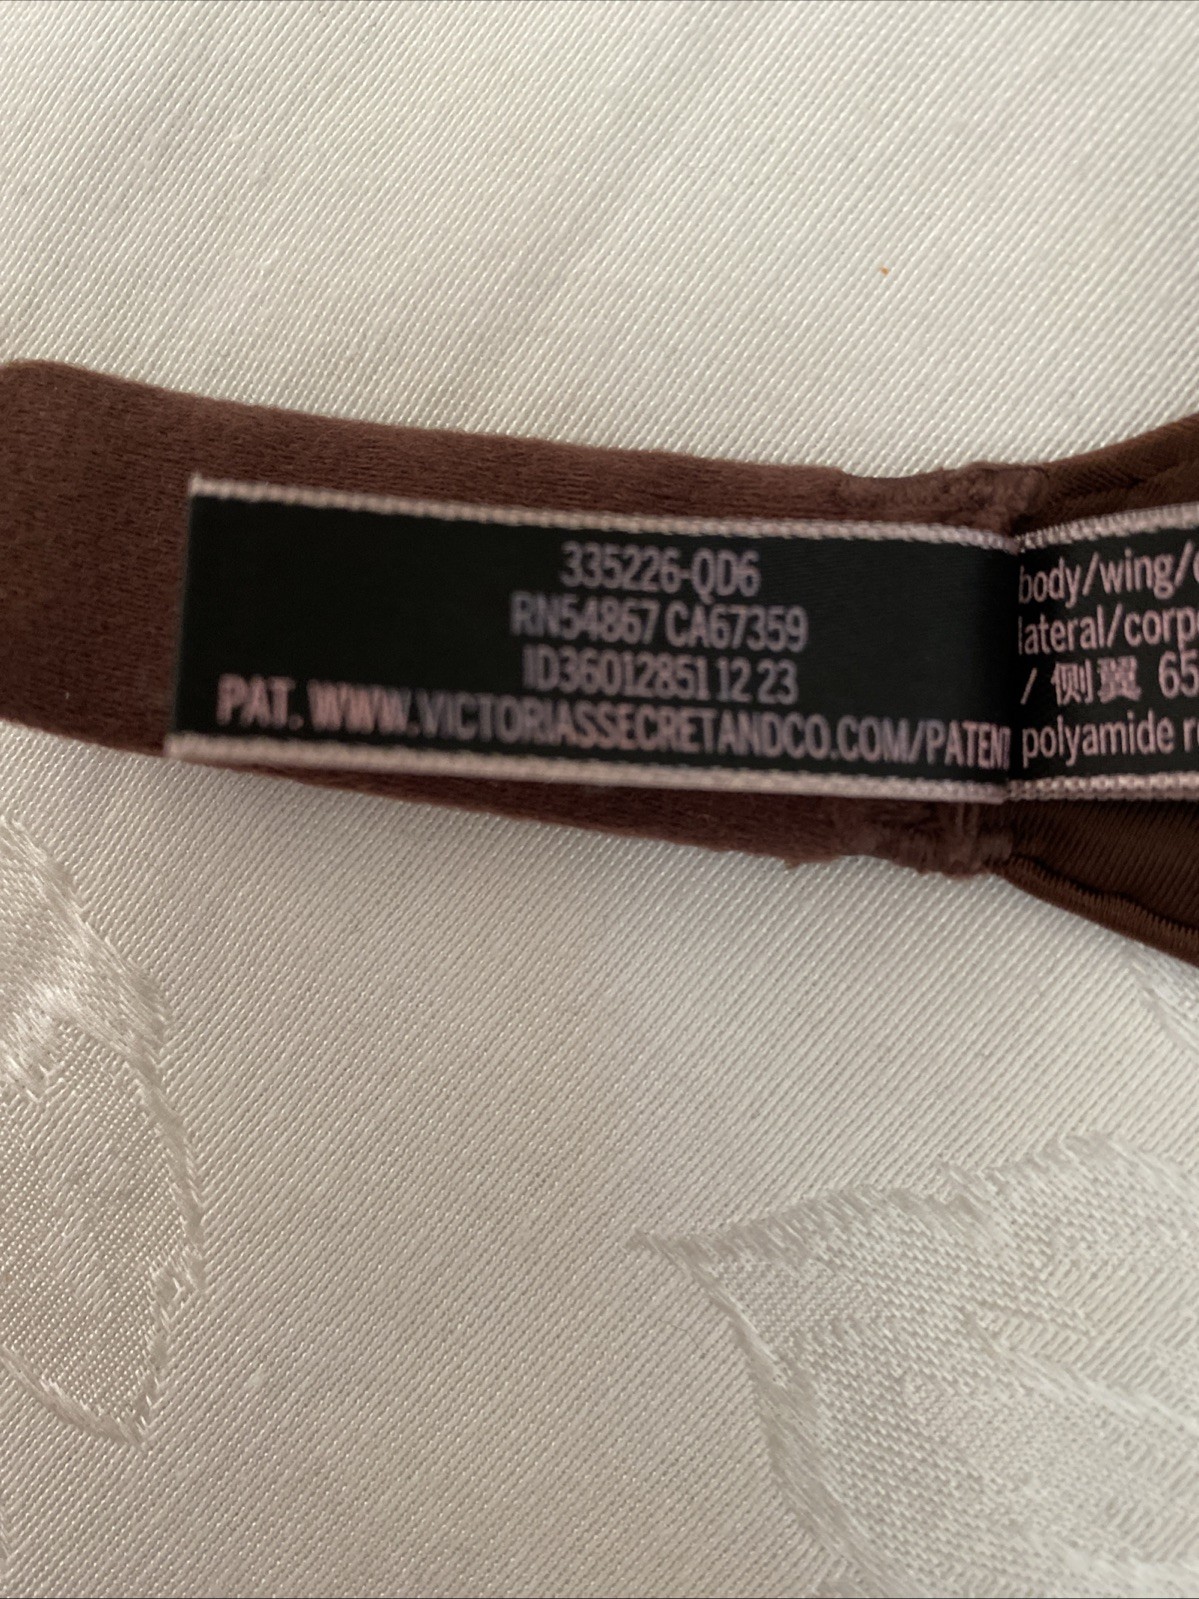 335226-QD6
RN54867 CA67359
ID360128511 12 23
PAT. WWW.VICTORIASSECRETANDCO.COM/PATENT
body/wing/
lateral/corp
/ 侧翼 65
polyamide